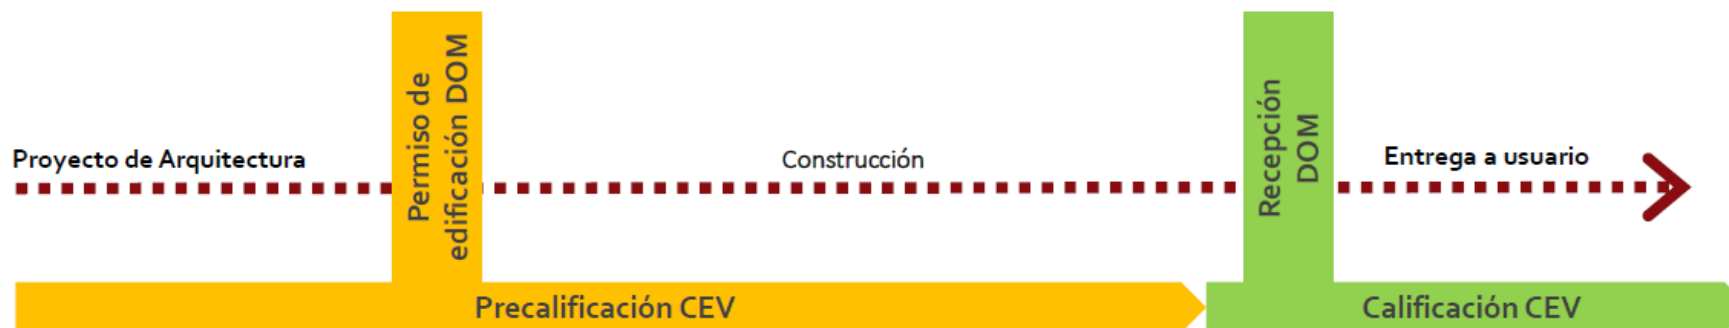 Proyecto de Arquitectura
Permiso de
edificación DOM
Construcción
Recepción
DOM
Entrega a usuario
Precalificación CEV
Calificación CEV